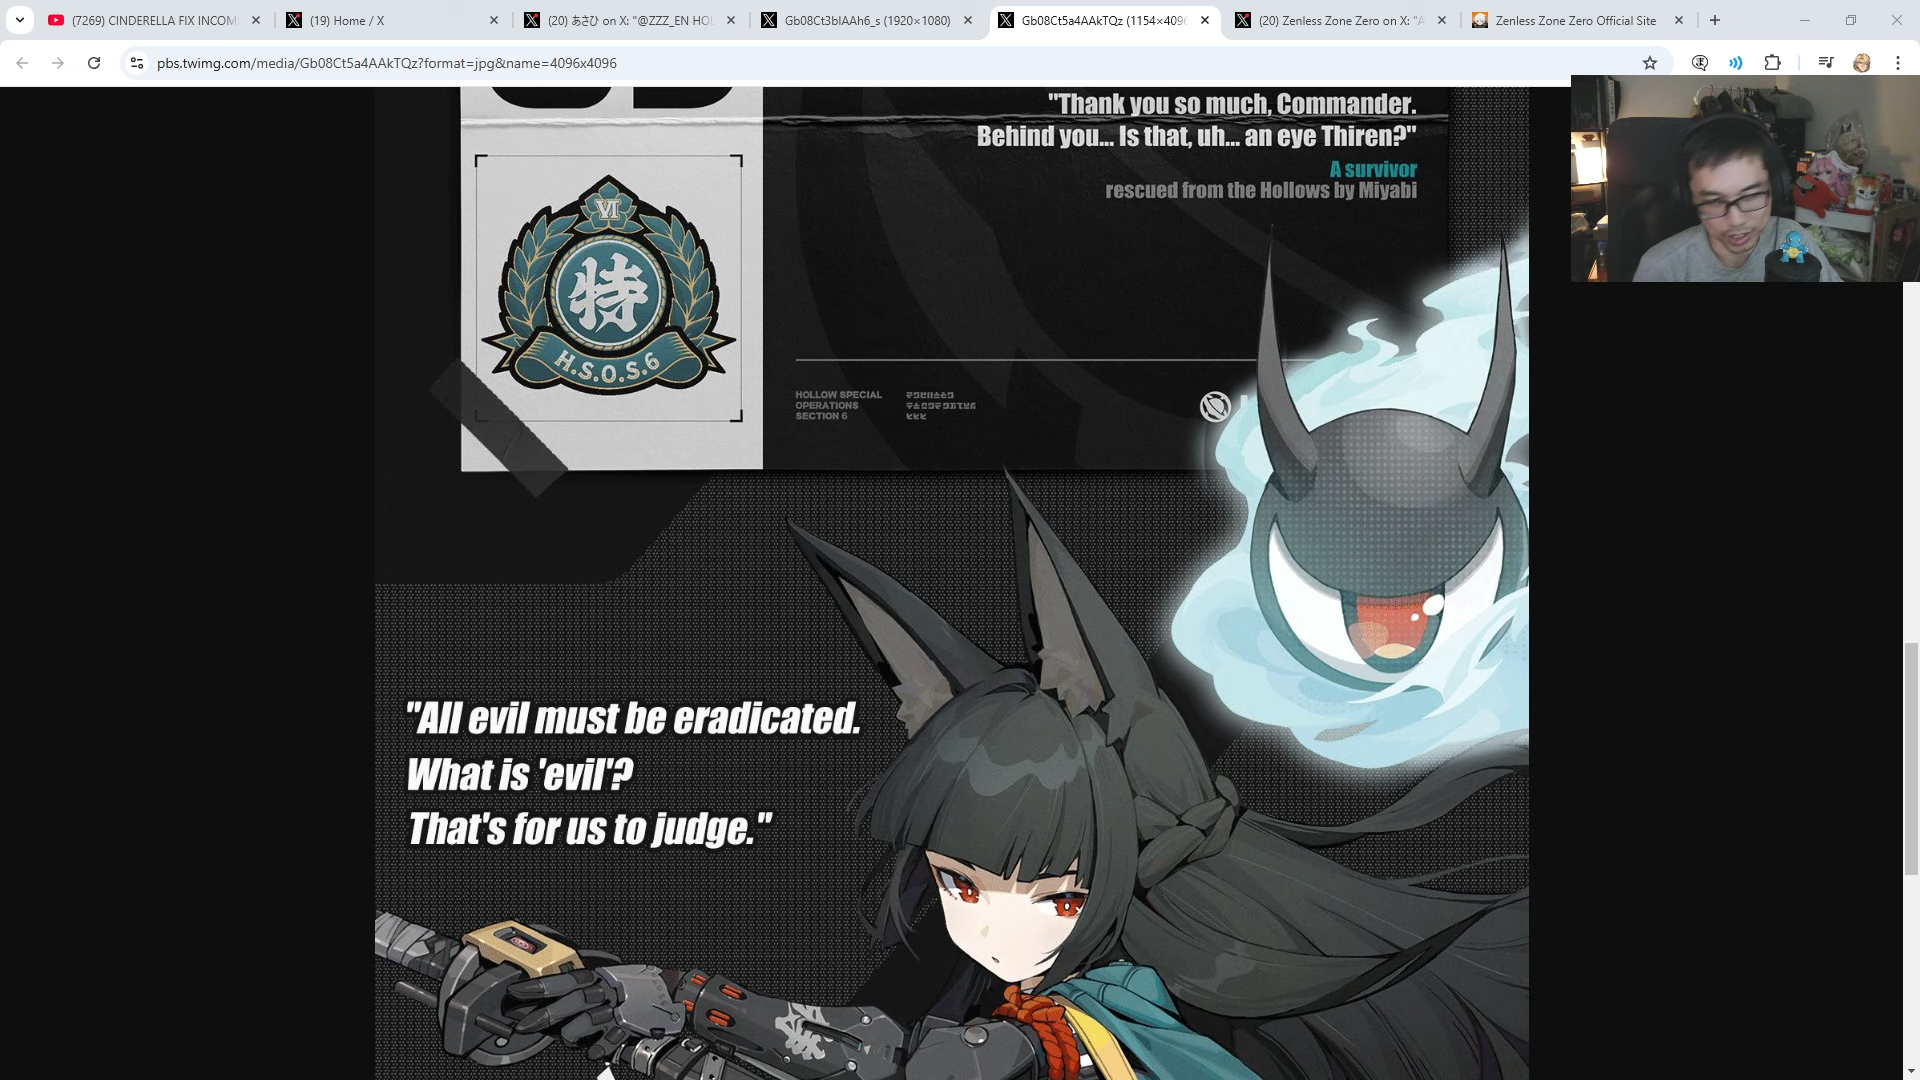 (7269) CINDERELLA FIX INCOMI
(19) Home / X
(20) あさひ on X: "@ZZZ_EN HOL
Gb08Ct3bIAAh6_s (1920×1080)
Gb08Ct5a4AAkTQz (1154×4096
(20) Zenless Zone Zero on X: "A
Zenless Zone Zero Official Site
pbs.twimg.com/media/Gb08Ct5a4AAkTQz?format=jpg&name=4096x4096
"Thank you so much, Commander.
Behind you... Is that, uh... an eye Thiren?"
A survivor
rescued from the Hollows by Miyabi
VI
特
H.S.O.S.6
HOLLOW SPECIAL
OPERATIONS
SECTION 6
"All evil must be eradicated.
What is 'evil'?
That's for us to judge."